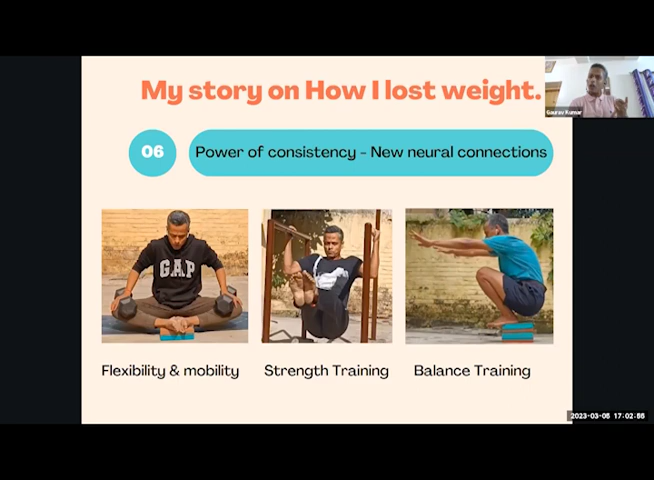 My story on How I lost weight.
Gaurav Kumar
06
Power of consistency - New neural connections
GAP
Flexibility & mobility
Strength Training
Balance Training
2023-03-05 17:02:55